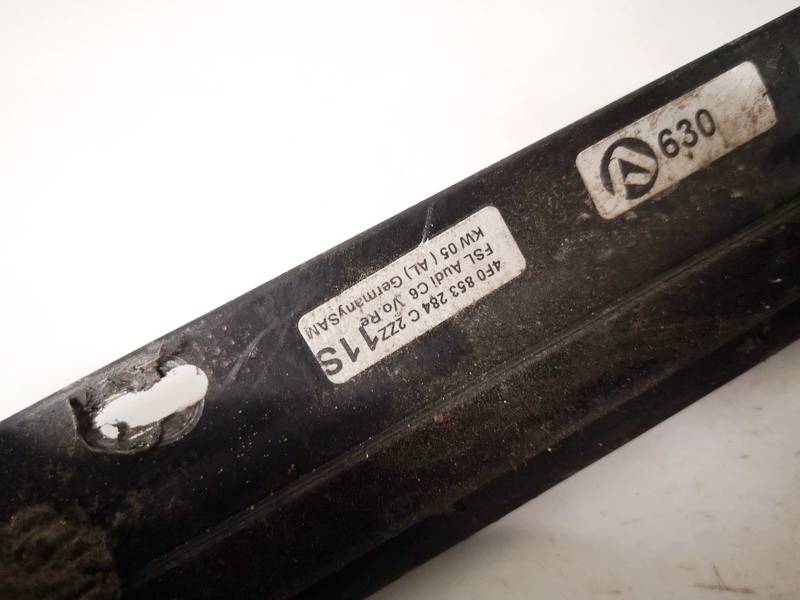 4F0 853 284 C 2ZZ
FSL Audi C6 Vo.Re
KW 05 ( AL) GermanySAM
11S
630